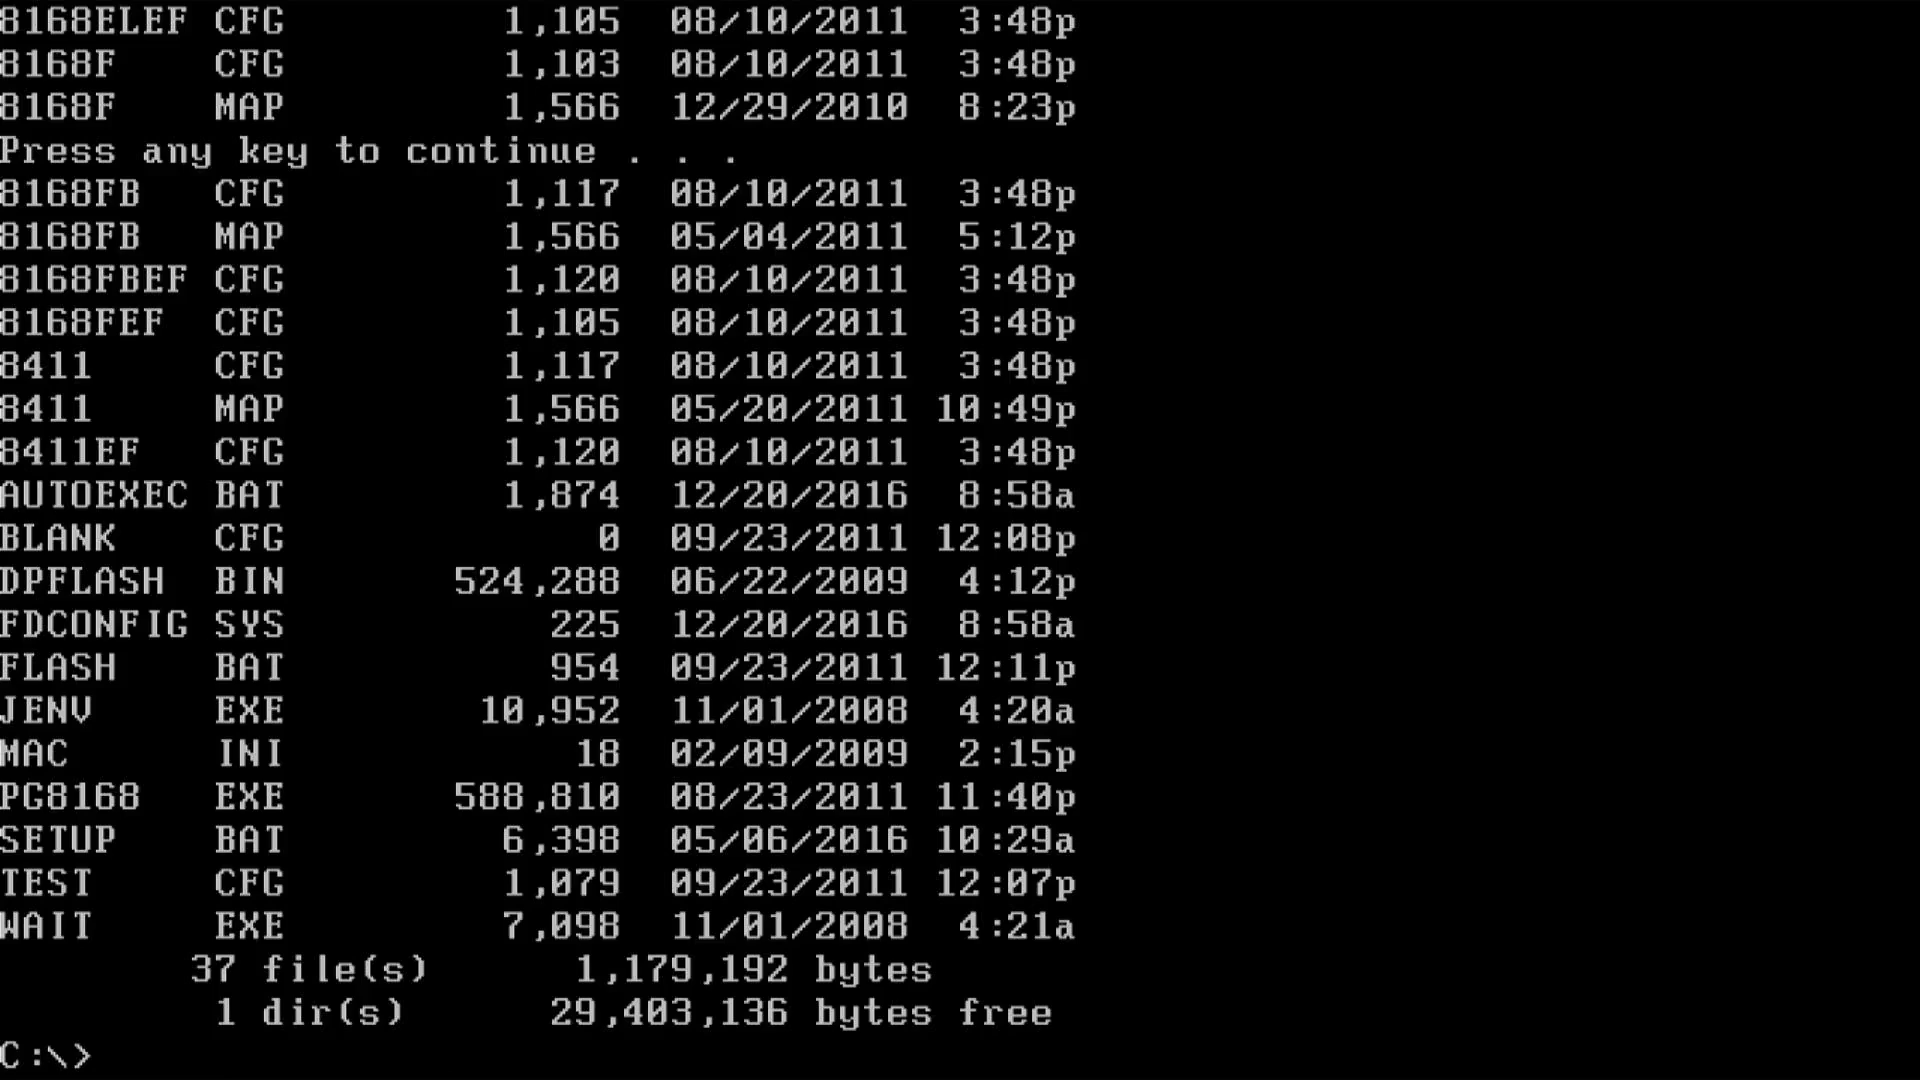 8168ELEF CFG 1,105 08/10/2011 3:48p
8168F CFG 1,103 08/10/2011 3:48p
8168F MAP 1,566 12/29/2010 8:23p
Press any key to continue . . .
8168FB CFG 1,117 08/10/2011 3:48p
8168FB MAP 1,566 05/04/2011 5:12p
8168FBEF CFG 1,120 08/10/2011 3:48p
8168FEF CFG 1,105 08/10/2011 3:48p
8411 CFG 1,117 08/10/2011 3:48p
8411 MAP 1,566 05/20/2011 10:49p
8411EF CFG 1,120 08/10/2011 3:48p
AUTOEXEC BAT 1,874 12/20/2016 8:58a
BLANK CFG 0 09/23/2011 12:08p
DPFLASH BIN 524,288 06/22/2009 4:12p
FDCONFIG SYS 225 12/20/2016 8:58a
FLASH BAT 954 09/23/2011 12:11p
JENV EXE 10,952 11/01/2008 4:20a
MAC INI 18 02/09/2009 2:15p
PG8168 EXE 588,810 08/23/2011 11:40p
SETUP BAT 6,398 05/06/2016 10:29a
TEST CFG 1,079 09/23/2011 12:07p
WAIT EXE 7,098 11/01/2008 4:21a
37 file(s) 1,179,192 bytes
1 dir(s) 29,403,136 bytes free
C:\>